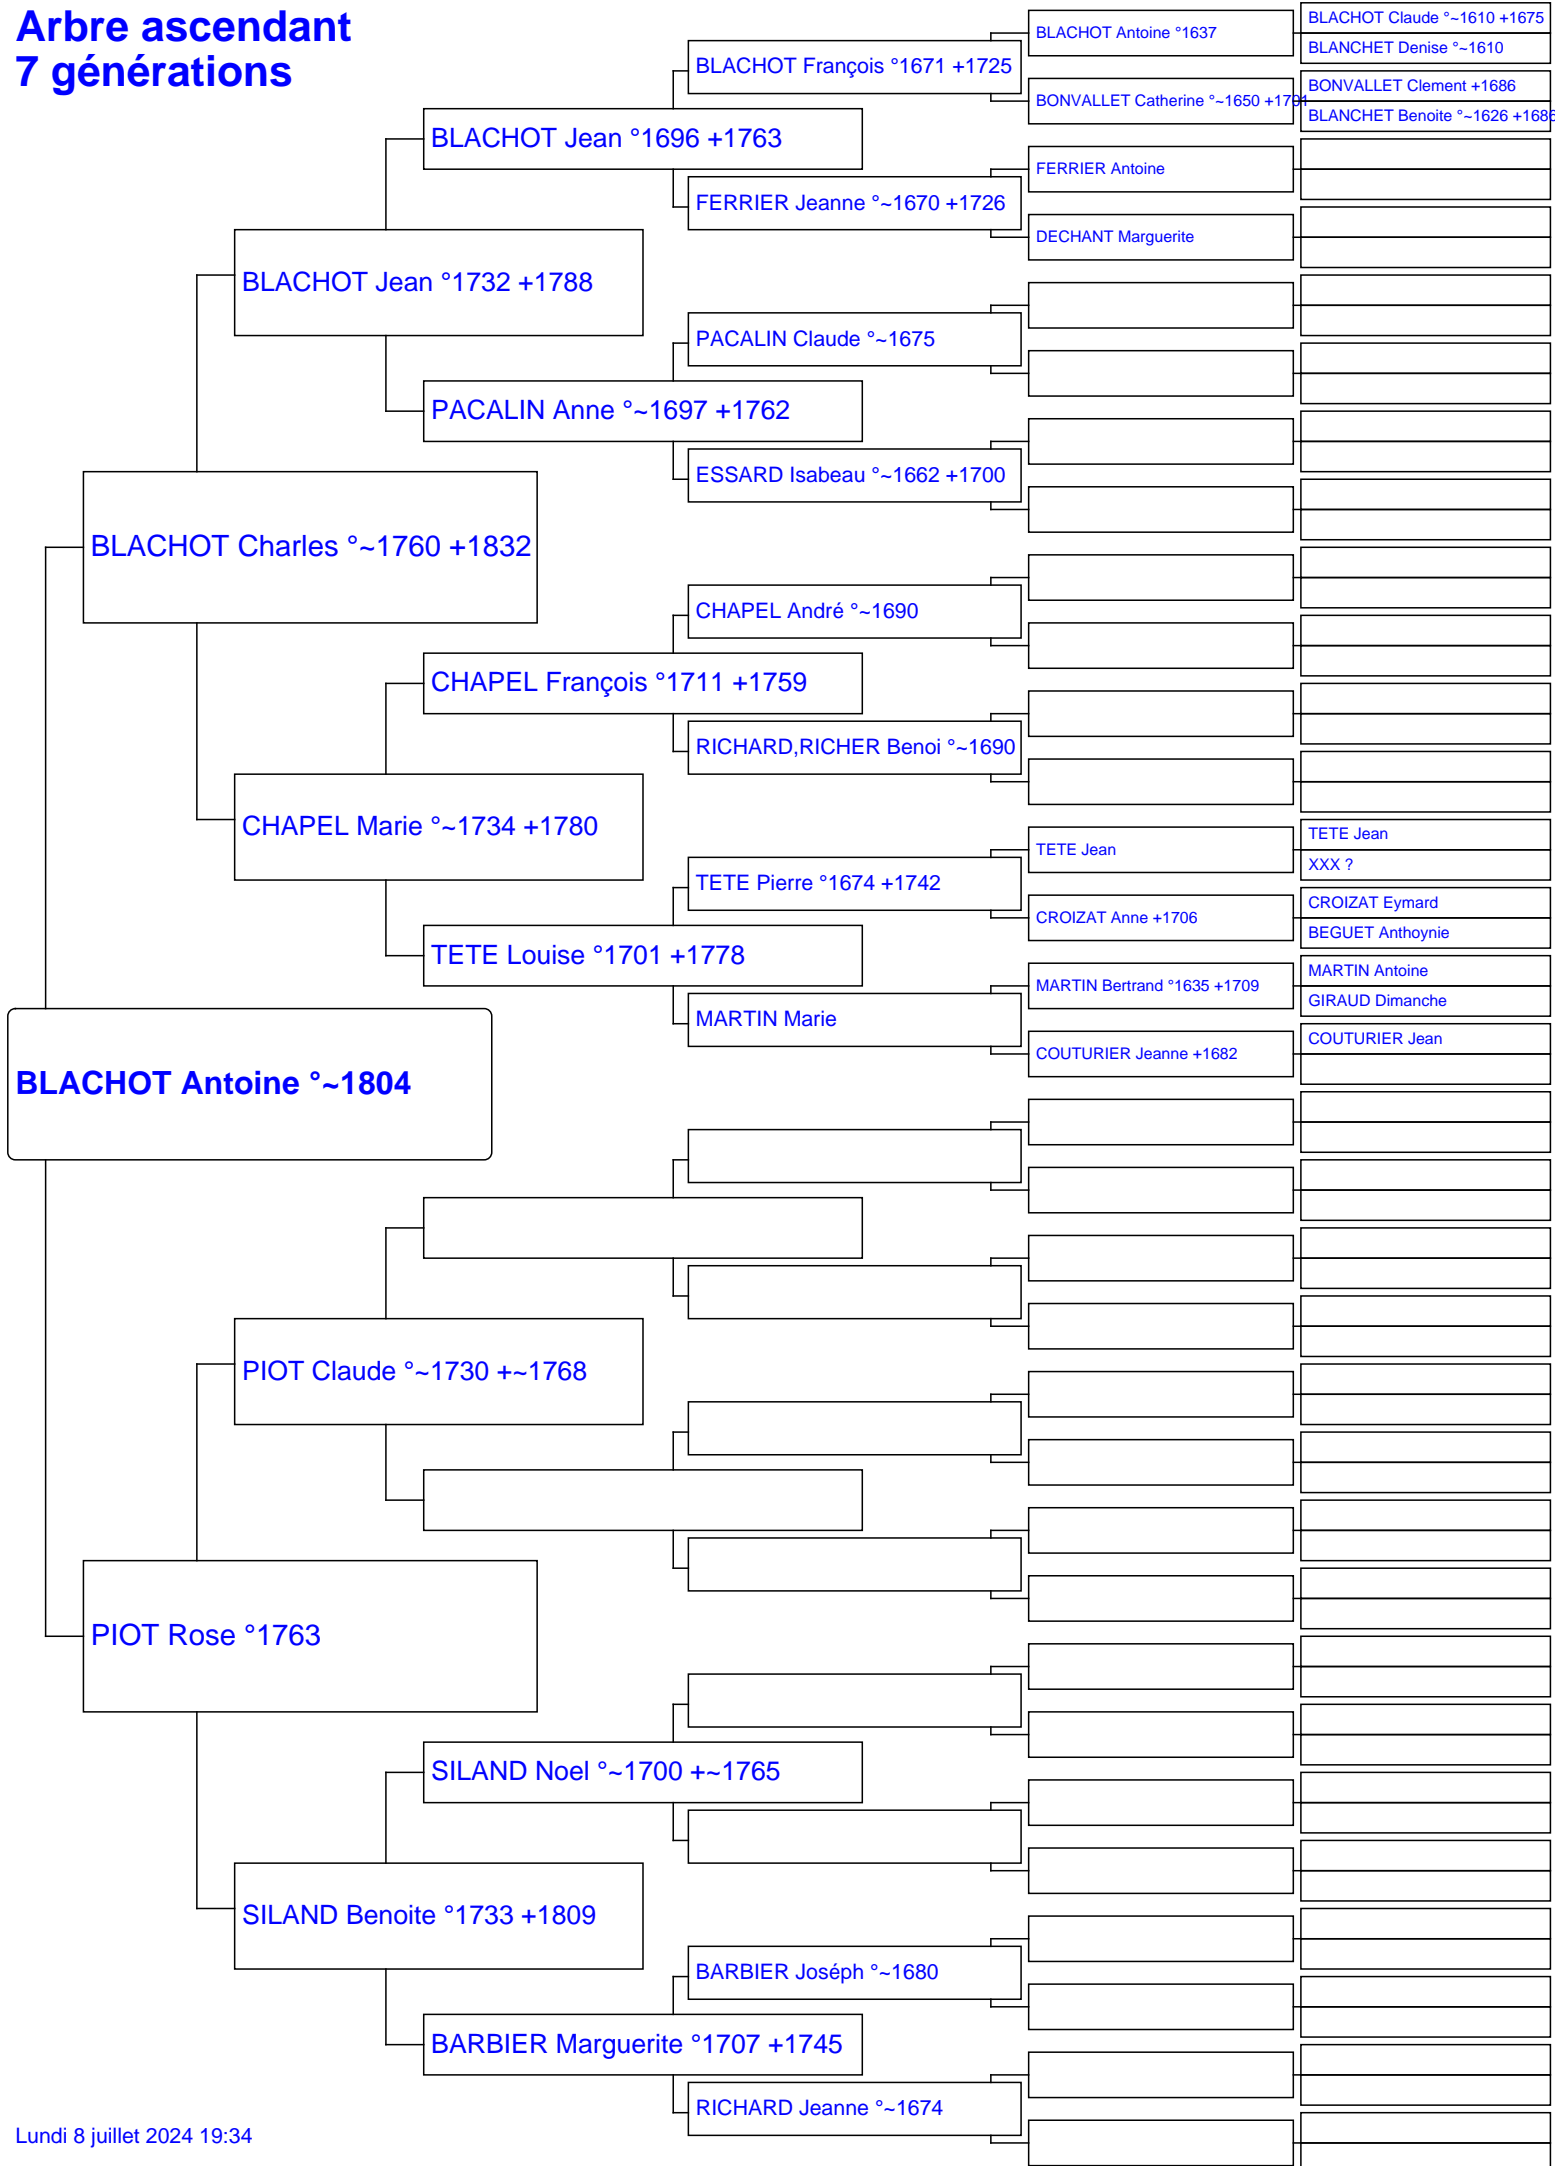 Arbre ascendant
7 générations
BLACHOT Antoine °~1804
BLACHOT Charles °~1760 +1832
PIOT Rose °1763
BLACHOT Jean °1732 +1788
CHAPEL Marie °~1734 +1780
PIOT Claude °~1730 +~1768
SILAND Benoite °1733 +1809
BLACHOT Jean °1696 +1763
PACALIN Anne °~1697 +1762
CHAPEL François °1711 +1759
TETE Louise °1701 +1778
SILAND Noel °~1700 +~1765
BARBIER Marguerite °1707 +1745
BLACHOT François °1671 +1725
FERRIER Jeanne °~1670 +1726
PACALIN Claude °~1675
ESSARD Isabeau °~1662 +1700
CHAPEL André °~1690
RICHARD,RICHER Benoi °~1690
TETE Pierre °1674 +1742
MARTIN Marie
BARBIER Joséph °~1680
RICHARD Jeanne °~1674
BLACHOT Antoine °1637
BONVALLET Catherine °~1650 +1701
FERRIER Antoine
DECHANT Marguerite
TETE Jean
CROIZAT Anne +1706
MARTIN Bertrand °1635 +1709
COUTURIER Jeanne +1682
BLACHOT Claude °~1610 +1675
BLANCHET Denise °~1610
BONVALLET Clement +1686
BLANCHET Benoite °~1626 +1686
TETE Jean
XXX ?
CROIZAT Eymard
BEGUET Anthoynie
MARTIN Antoine
GIRAUD Dimanche
COUTURIER Jean
Lundi 8 juillet 2024 19:34